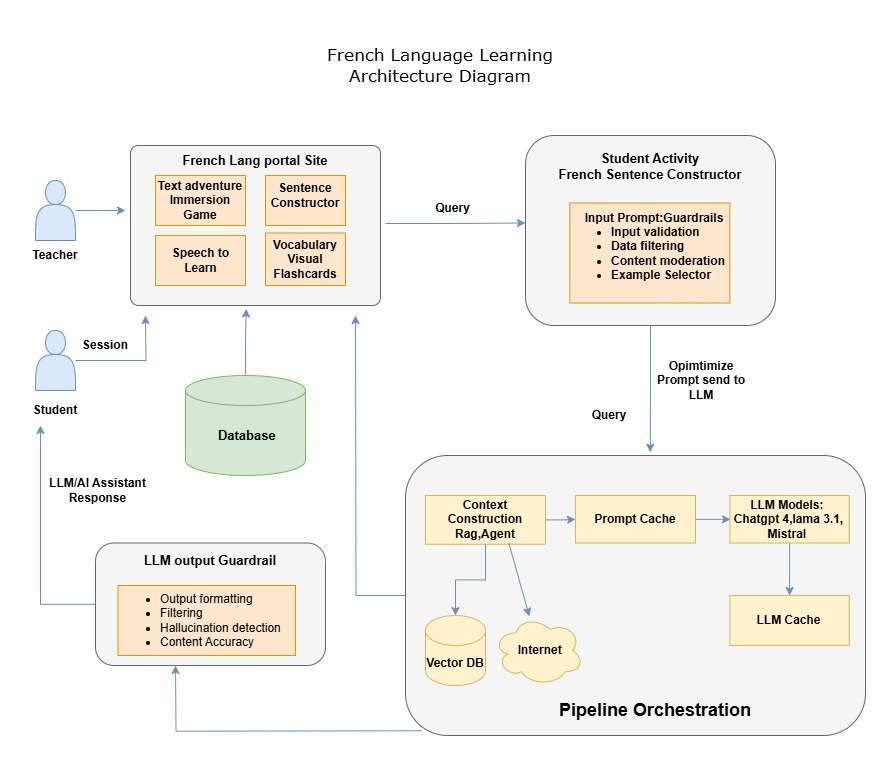 French Language Learning
Architecture Diagram
French Lang portal Site
Text adventure
Immersion
Game
Sentence
Constructor
Speech to
Learn
Vocabulary
Visual
Flashcards
Teacher
Query
Student Activity
French Sentence Constructor
Input Prompt:Guardrails
• Input validation
• Data filtering
• Content moderation
• Example Selector
Session
Student
Database
Opimtimize
Prompt send to
LLM
Query
LLM/AI Assistant
Response
LLM output Guardrail
• Output formatting
• Filtering
• Hallucination detection
• Content Accuracy
Context
Construction
Rag,Agent
Prompt Cache
LLM Models:
Chatgpt 4,lama 3.1,
Mistral
LLM Cache
Vector DB
Internet
Pipeline Orchestration